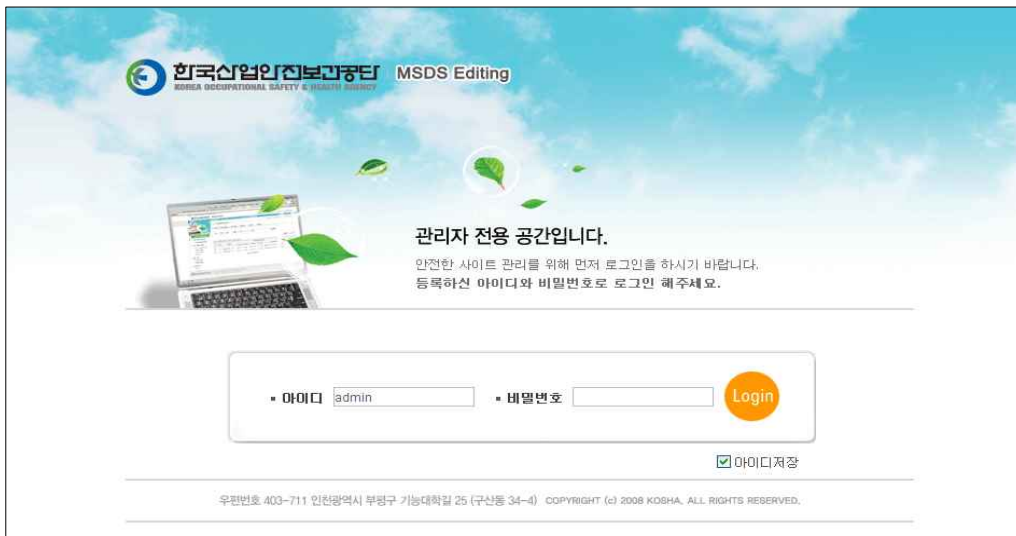 한국산업안전보건공단 MSDS Editing
KOREA OCCUPATIONAL SAFETY & HEALTH AGENCY
관리자 전용 공간입니다.
안전한 사이트 관리를 위해 먼저 로그인을 하시기 바랍니다.
등록하신 아이디와 비밀번호로 로그인 해주세요.
아이디 admin 비밀번호 Login
아이디저장
우편번호 403-711 인천광역시 부평구 기능대학길 25 (구산동 34-4) COPYRIGHT (c) 2008 KOSHA. ALL RIGHTS RESERVED.